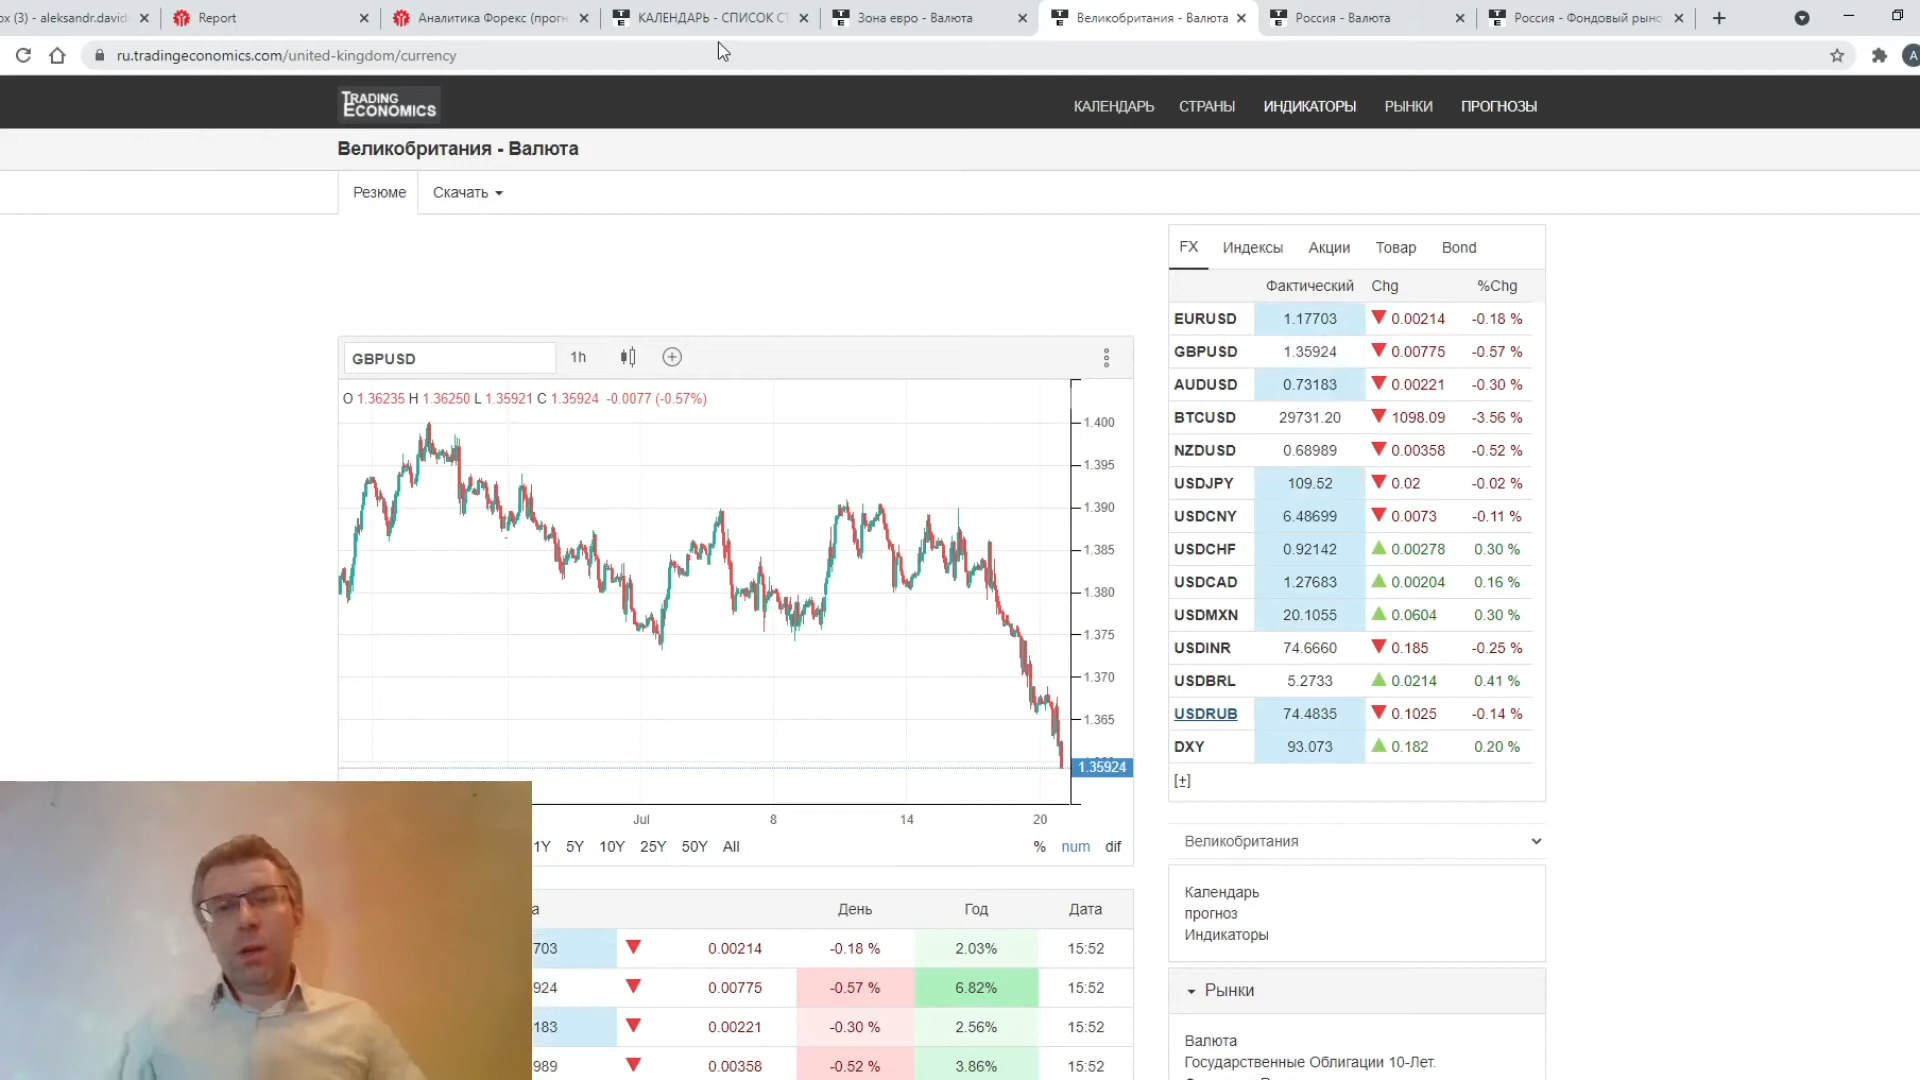 ox (3) - aleksandr.david
Report
Аналитика Форекс (прогн
КАЛЕНДАРЬ - СПИСОК СТ
Зона евро - Валюта
Великобритания - Валюта
Россия - Валюта
Россия - Фондовый рыно
ru.tradingeconomics.com/united-kingdom/currency
A
TRADING ECONOMICS
КАЛЕНДАРЬ СТРАНЫ ИНДИКАТОРЫ РЫНКИ ПРОГНОЗЫ
Великобритания - Валюта
Резюме Скачать
FX Индексы Акции Товар Bond
Фактический Chg %Chg
EURUSD 1.17703 0.00214 -0.18 %
GBPUSD 1.35924 0.00775 -0.57 %
AUDUSD 0.73183 0.00221 -0.30 %
BTCUSD 29731.20 1098.09 -3.56 %
NZDUSD 0.68989 0.00358 -0.52 %
USDJPY 109.52 0.02 -0.02 %
USDCNY 6.48699 0.0073 -0.11 %
USDCHF 0.92142 0.00278 0.30 %
USDCAD 1.27683 0.00204 0.16 %
USDMXN 20.1055 0.0604 0.30 %
USDINR 74.6660 0.185 -0.25 %
USDBRL 5.2733 0.0214 0.41 %
USDRUB 74.4835 0.1025 -0.14 %
DXY 93.073 0.182 0.20 %
[±]
GBPUSD 1h
O 1.36235 H 1.36250 L 1.35921 C 1.35924 -0.0077 (-0.57%)
1.400
1.395
1.390
1.385
1.380
1.375
1.370
1.365
1.35924
Jul 8 14 20
1Y 5Y 10Y 25Y 50Y All % num dif
а День Год Дата
703 0.00214 -0.18 % 2.03% 15:52
924 0.00775 -0.57 % 6.82% 15:52
183 0.00221 -0.30 % 2.56% 15:52
989 0.00358 -0.52 % 3.86% 15:52
Великобритания
Календарь
прогноз
Индикаторы
Рынки
Валюта
Государственные Облигации 10-Лет.